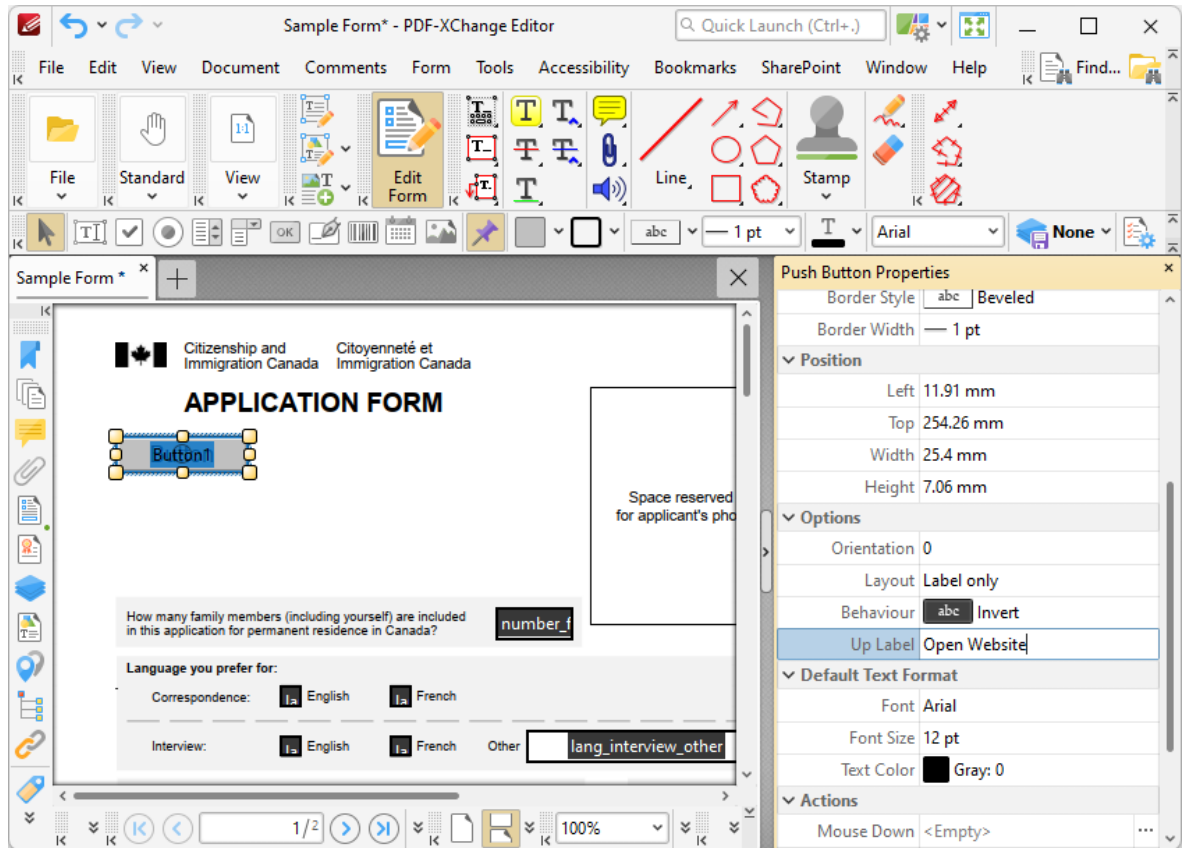 Sample Form* - PDF-XChange Editor
Quick Launch (Ctrl+.)
File Edit View Document Comments Form Tools Accessibility Bookmarks SharePoint Window Help
Find...
File
Standard
1:1
View
Edit
Form
Line
Stamp
OK
abc
1 pt
T
Arial
None
Sample Form *
Citizenship and
Immigration Canada
Citoyenneté et
Immigration Canada
APPLICATION FORM
Button1
Space reserved
for applicant's pho
How many family members (including yourself) are included
in this application for permanent residence in Canada?
number_f
Language you prefer for:
Correspondence: la English la French
Interview: la English la French Other lang_interview_other
1/2
100%
Push Button Properties
Border Style abc Beveled
Border Width 1 pt
Position
Left 11.91 mm
Top 254.26 mm
Width 25.4 mm
Height 7.06 mm
Options
Orientation 0
Layout Label only
Behaviour abc Invert
Up Label Open Website
Default Text Format
Font Arial
Font Size 12 pt
Text Color Gray: 0
Actions
Mouse Down <Empty> ...